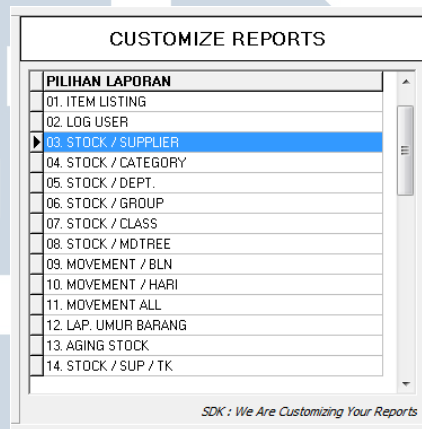 CUSTOMIZE REPORTS
PILIHAN LAPORAN
01. ITEM LISTING
02. LOG USER
03. STOCK / SUPPLIER
04. STOCK / CATEGORY
05. STOCK / DEPT.
06. STOCK / GROUP
07. STOCK / CLASS
08. STOCK / MDTREE
09. MOVEMENT / BLN
10. MOVEMENT / HARI
11. MOVEMENT ALL
12. LAP. UMUR BARANG
13. AGING STOCK
14. STOCK / SUP / TK
SDK : We Are Customizing Your Reports